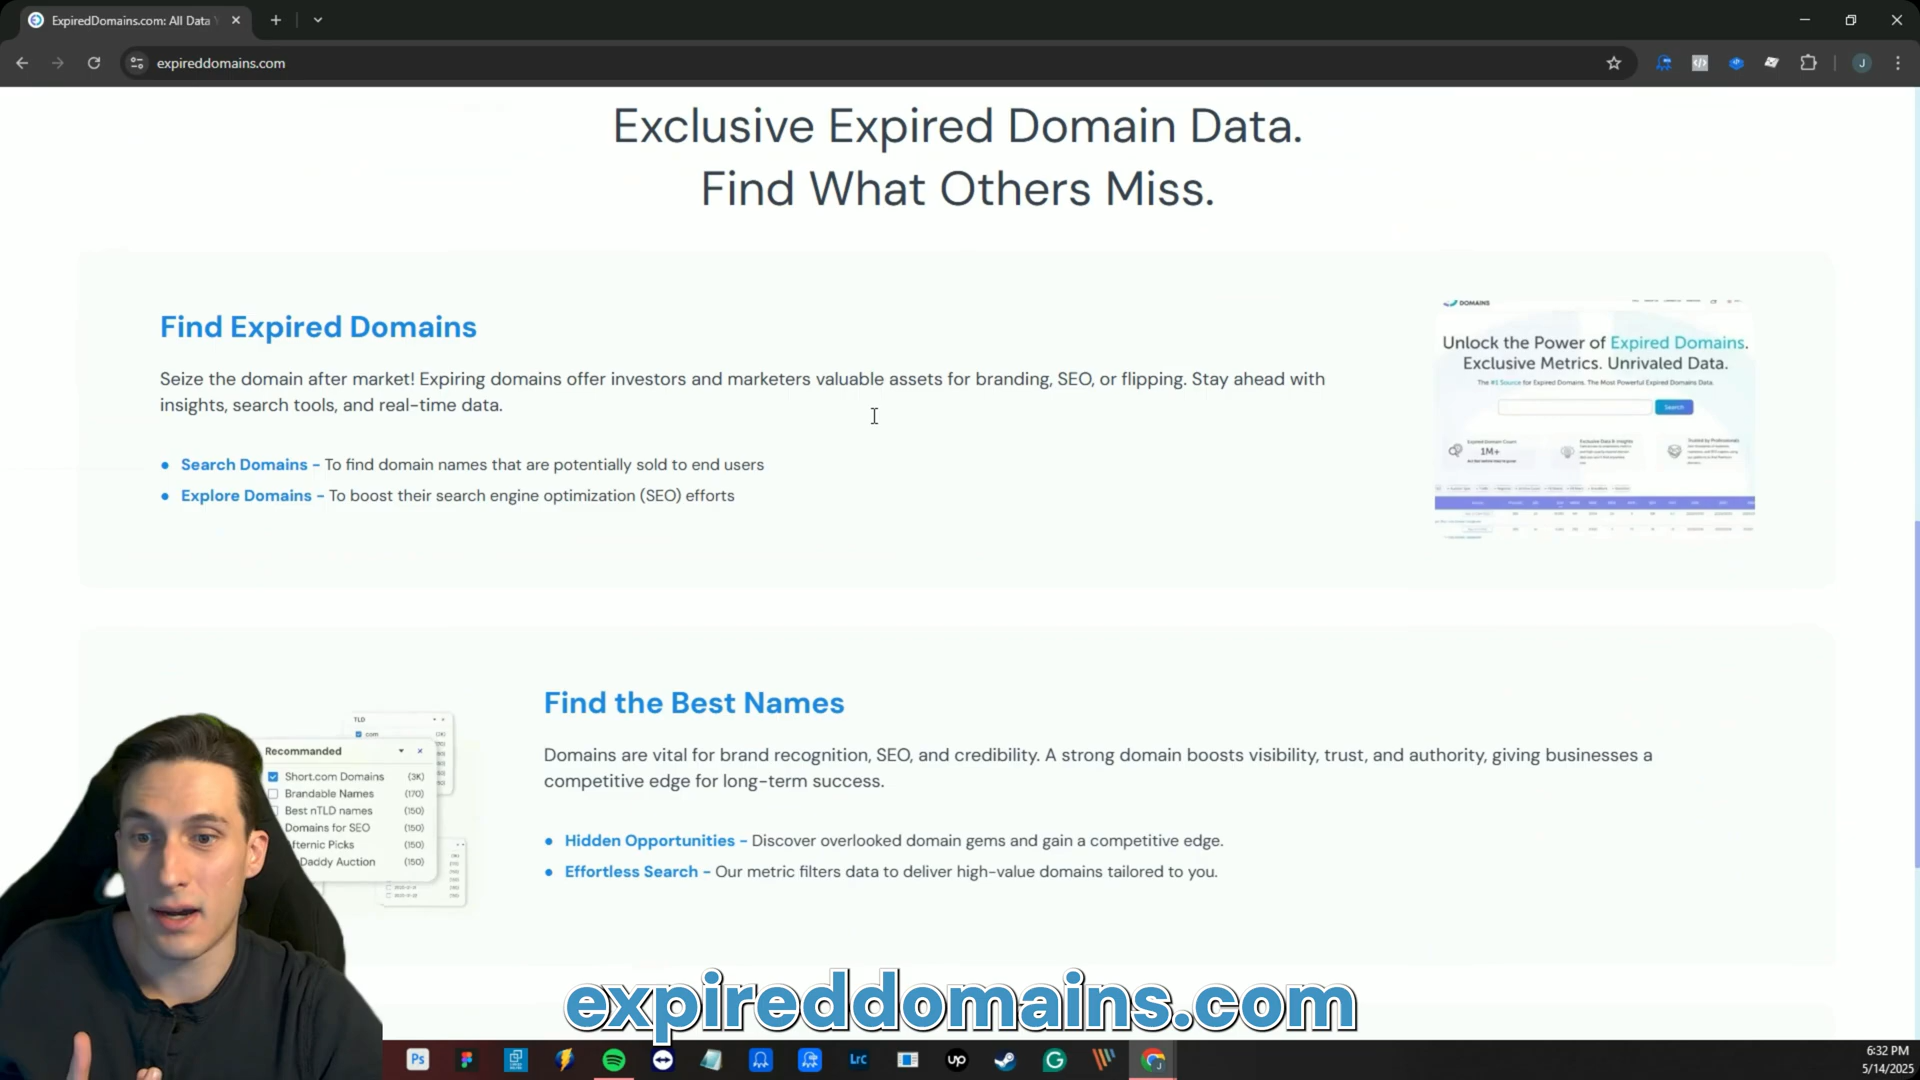 ExpiredDomains.com: All Data
expireddomains.com
J
Exclusive Expired Domain Data.
Find What Others Miss.
Find Expired Domains
Seize the domain after market! Expiring domains offer investors and marketers valuable assets for branding, SEO, or flipping. Stay ahead with
insights, search tools, and real-time data.
Search Domains - To find domain names that are potentially sold to end users
Explore Domains - To boost their search engine optimization (SEO) efforts
DOMAINS
Unlock the Power of Expired Domains.
Exclusive Metrics. Unrivaled Data.
The #1 Source for Expired Domains. The Most Powerful Expired Domains Data.
Search
Expired Domain Count
1M+
Exclusive Data & Insights
Trusted by Professionals
Find the Best Names
Domains are vital for brand recognition, SEO, and credibility. A strong domain boosts visibility, trust, and authority, giving businesses a
competitive edge for long-term success.
Hidden Opportunities - Discover overlooked domain gems and gain a competitive edge.
Effortless Search - Our metric filters data to deliver high-value domains tailored to you.
TLD
com
Recommanded
Short.com Domains (3K)
Brandable Names (170)
Best nTLD names (150)
Domains for SEO (150)
fternic Picks (150)
Daddy Auction (150)
expireddomains.com
Ps
Lrc
up
G
6:32 PM
5/14/2025